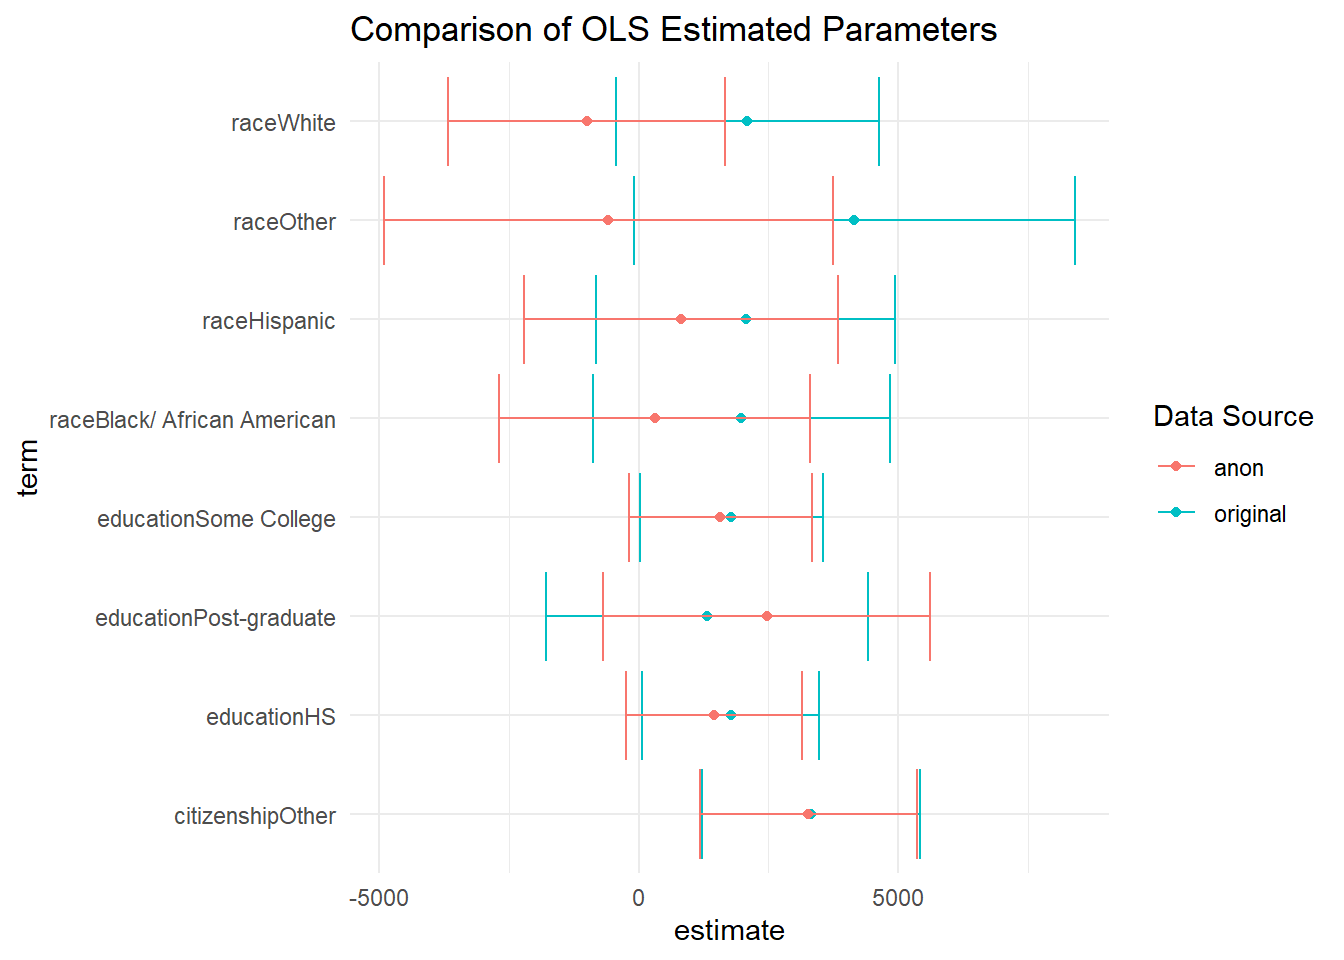 Comparison of OLS Estimated Parameters
raceWhite
raceOther
raceHispanic
raceBlack/ African American
educationSome College
educationPost-graduate
educationHS
citizenshipOther
term
-5000
0
5000
estimate
Data Source
anon
original